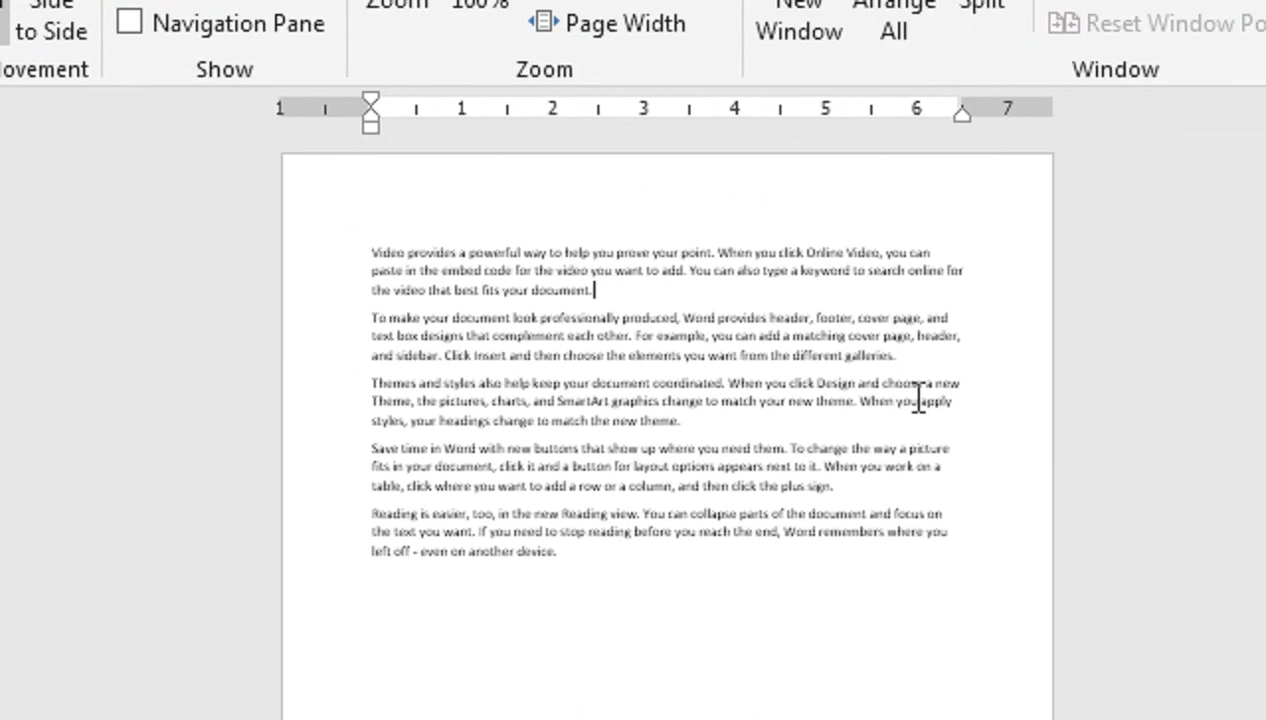 Side
to Side
Navigation Pane
Zoom
100%
Page Width
New
Window
Arrange
All
Split
Reset Window Po
ovement
Show
Zoom
Window
1 1 2 3 4 5 6 7
Video provides a powerful way to help you prove your point. When you click Online Video, you can
paste in the embed code for the video you want to add. You can also type a keyword to search online for
the video that best fits your document.
To make your document look professionally produced, Word provides header, footer, cover page, and
text box designs that complement each other. For example, you can add a matching cover page, header,
and sidebar. Click Insert and then choose the elements you want from the different galleries.
Themes and styles also help keep your document coordinated. When you click Design and choose a new
Theme, the pictures, charts, and SmartArt graphics change to match your new theme. When you apply
styles, your headings change to match the new theme.
Save time in Word with new buttons that show up where you need them. To change the way a picture
fits in your document, click it and a button for layout options appears next to it. When you work on a
table, click where you want to add a row or a column, and then click the plus sign.
Reading is easier, too, in the new Reading view. You can collapse parts of the document and focus on
the text you want. If you need to stop reading before you reach the end, Word remembers where you
left off - even on another device.